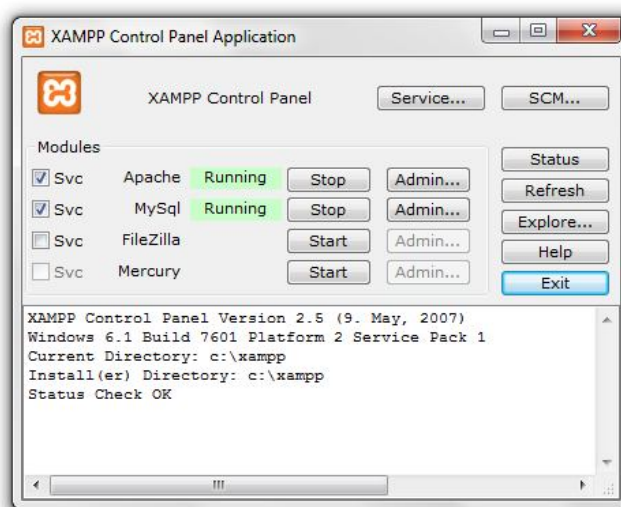 XAMPP Control Panel Application
XAMPP Control Panel Service... SCM...
Modules
Svc Apache Running Stop Admin...
Svc MySql Running Stop Admin...
Svc FileZilla Start Admin...
Svc Mercury Start Admin...
Status
Refresh
Explore...
Help
Exit
XAMPP Control Panel Version 2.5 (9. May, 2007)
Windows 6.1 Build 7601 Platform 2 Service Pack 1
Current Directory: c:\xampp
Install(er) Directory: c:\xampp
Status Check OK